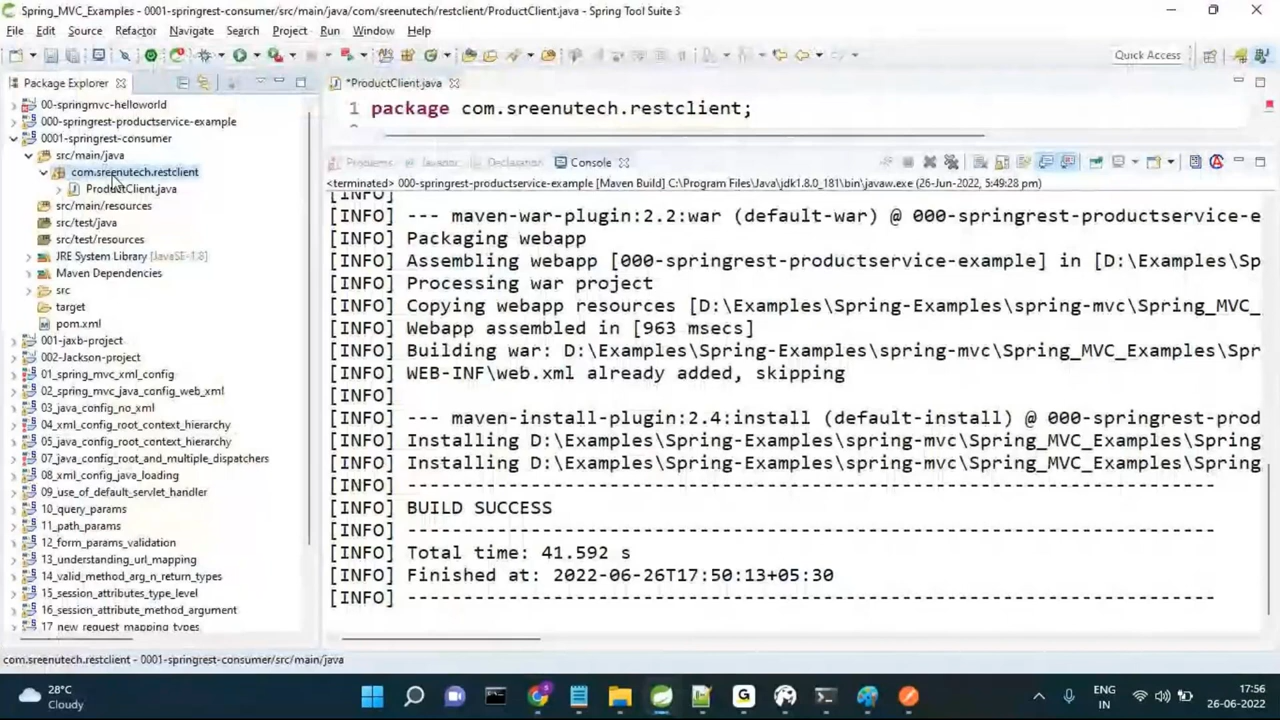 Spring_MVC_Examples - 0001-springrest-consumer/src/main/java/com/sreenutech/restclient/ProductClient.java - Spring Tool Suite 3
File Edit Source Refactor Navigate Search Project Run Window Help
Quick Access
Package Explorer
00-springmvc-helloworld
000-springrest-productservice-example
0001-springrest-consumer
src/main/java
com.sreenutech.restclient
ProductClient.java
src/main/resources
src/test/java
src/test/resources
JRE System Library [JavaSE-1.8]
Maven Dependencies
src
target
pom.xml
001-jaxb-project
002-Jackson-project
01_spring_mvc_xml_config
02_spring_mvc_java_config_web_xml
03_java_config_no_xml
04_xml_config_root_context_hierarchy
05_java_config_root_context_hierarchy
07_java_config_root_and_multiple_dispatchers
08_xml_config_java_loading
09_use_of_default_servlet_handler
10_query_params
11_path_params
12_form_params_validation
13_understanding_url_mapping
14_valid_method_arg_n_return_types
15_session_attributes_type_level
16_session_attribute_method_argument
17_new_request_mapping_types
*ProductClient.java
1 package com.sreenutech.restclient;
Problems Javadoc Declaration Console
<terminated> 000-springrest-productservice-example [Maven Build] C:\Program Files\Java\jdk1.8.0_181\bin\javaw.exe (26-Jun-2022, 5:49:28 pm)
[INFO]
[INFO] --- maven-war-plugin:2.2:war (default-war) @ 000-springrest-productservice-e
[INFO] Packaging webapp
[INFO] Assembling webapp [000-springrest-productservice-example] in [D:\Examples\Sp
[INFO] Processing war project
[INFO] Copying webapp resources [D:\Examples\Spring-Examples\spring-mvc\Spring_MVC_
[INFO] Webapp assembled in [963 msecs]
[INFO] Building war: D:\Examples\Spring-Examples\spring-mvc\Spring_MVC_Examples\Spr
[INFO] WEB-INF\web.xml already added, skipping
[INFO]
[INFO] --- maven-install-plugin:2.4:install (default-install) @ 000-springrest-prod
[INFO] Installing D:\Examples\Spring-Examples\spring-mvc\Spring_MVC_Examples\Spring
[INFO] Installing D:\Examples\Spring-Examples\spring-mvc\Spring_MVC_Examples\Spring
[INFO] ------------------------------------------------------------------------
[INFO] BUILD SUCCESS
[INFO] ------------------------------------------------------------------------
[INFO] Total time: 41.592 s
[INFO] Finished at: 2022-06-26T17:50:13+05:30
[INFO] ------------------------------------------------------------------------
com.sreenutech.restclient - 0001-springrest-consumer/src/main/java
28°C
Cloudy
ENG
IN
17:56
26-06-2022